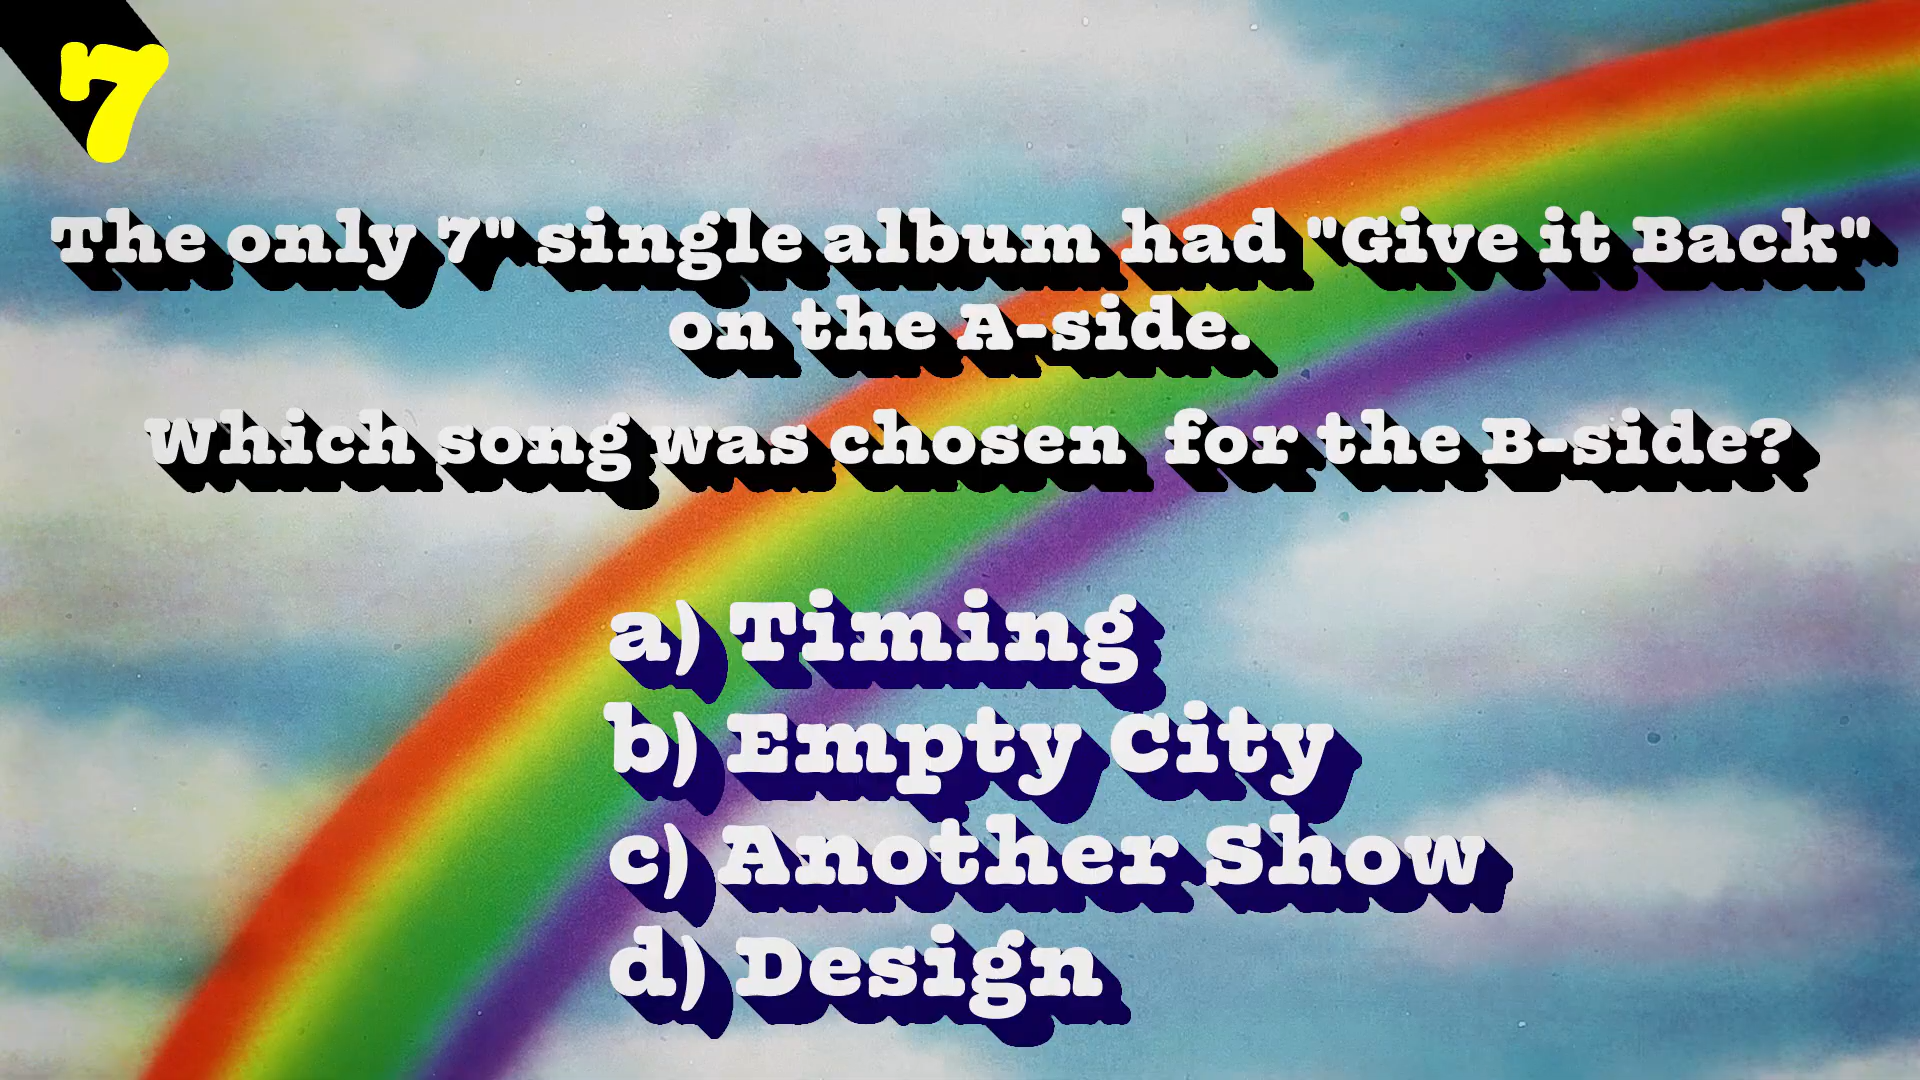 7
The only 7" single album had "Give it Back"
on the A-side.
Which song was chosen  for the B-side?
a) Timing
b) Empty City
c) Another Show
d) Design